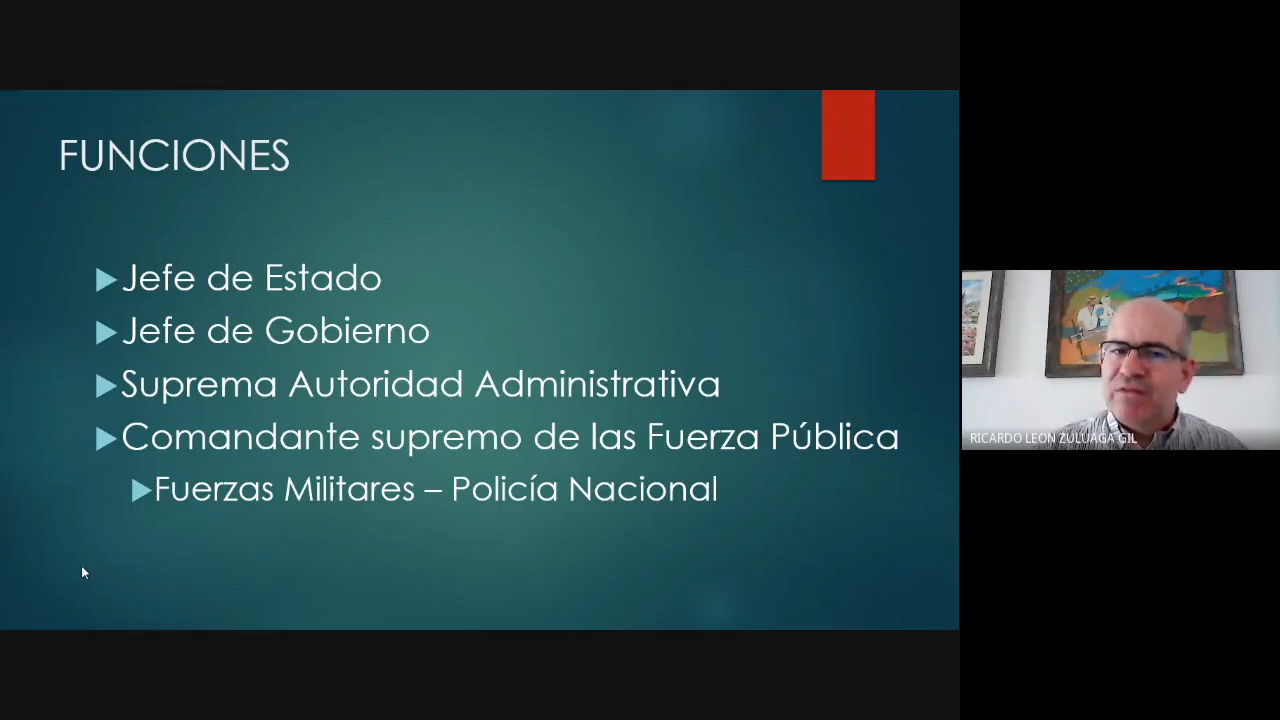 FUNCIONES
Jefe de Estado
Jefe de Gobierno
Suprema Autoridad Administrativa
Comandante supremo de las Fuerza Pública
Fuerzas Militares – Policía Nacional
RICARDO LEON ZULUAGA GIL